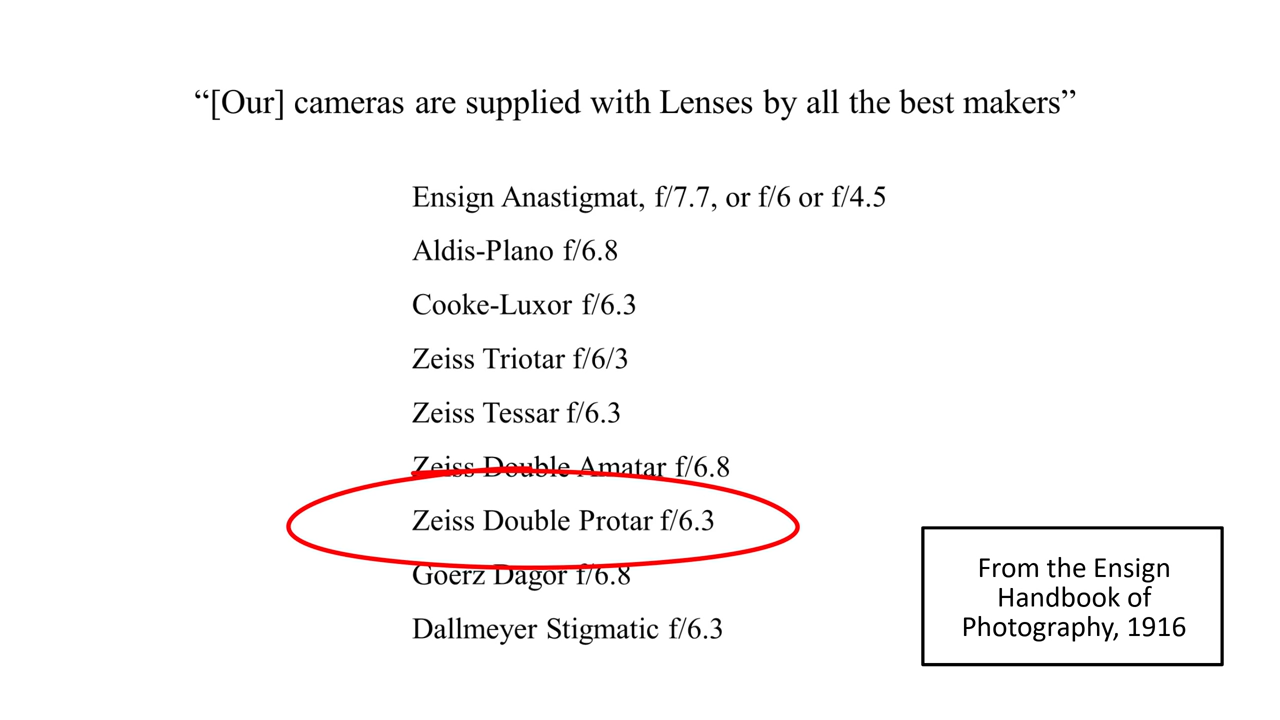 “[Our] cameras are supplied with Lenses by all the best makers”
Ensign Anastigmat, f/7.7, or f/6 or f/4.5
Aldis-Plano f/6.8
Cooke-Luxor f/6.3
Zeiss Triotar f/6/3
Zeiss Tessar f/6.3
Zeiss Double Amatar f/6.8
Zeiss Double Protar f/6.3
Goerz Dagor f/6.8
Dallmeyer Stigmatic f/6.3
From the Ensign
Handbook of
Photography, 1916